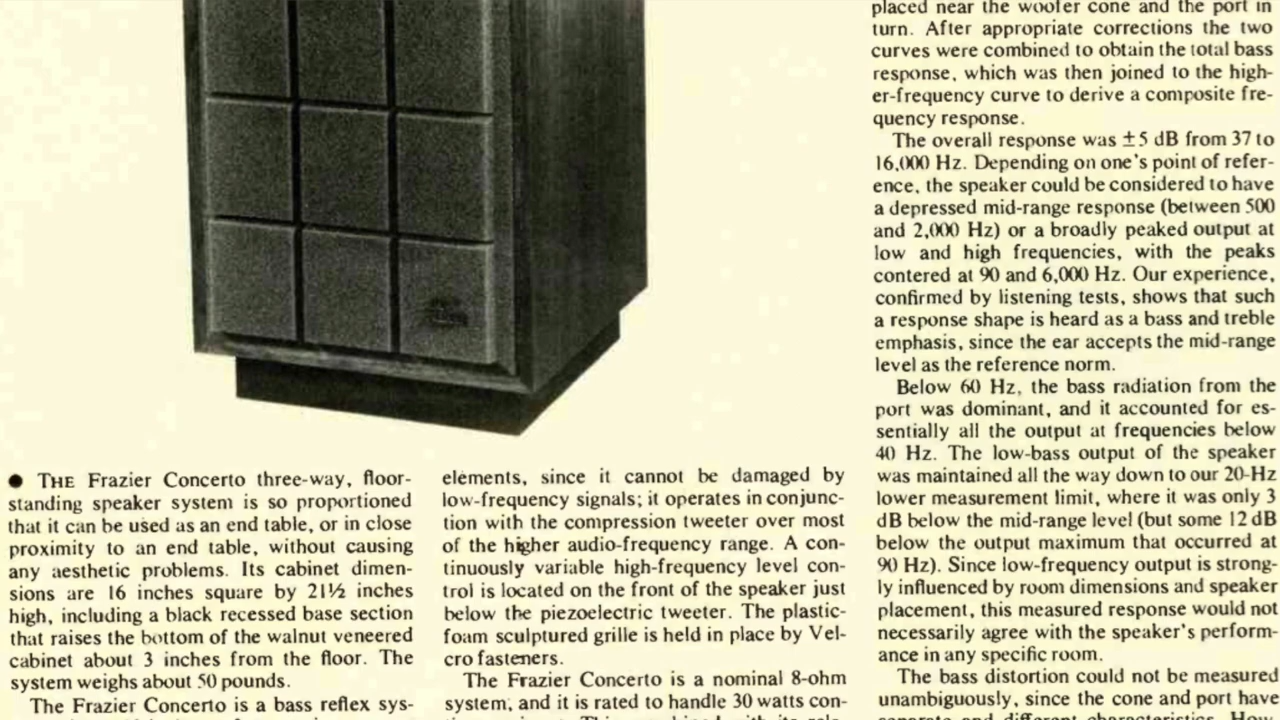 ● THE Frazier Concerto three-way, floor-
standing speaker system is so proportioned
that it can be used as an end table, or in close
proximity to an end table, without causing
any aesthetic problems. Its cabinet dimen-
sions are 16 inches square by 21½ inches
high, including a black recessed base section
that raises the bottom of the walnut veneered
cabinet about 3 inches from the floor. The
system weighs about 50 pounds.
The Frazier Concerto is a bass reflex sys-
elements, since it cannot be damaged by
low-frequency signals; it operates in conjunc-
tion with the compression tweeter over most
of the higher audio-frequency range. A con-
tinuously variable high-frequency level con-
trol is located on the front of the speaker just
below the piezoelectric tweeter. The plastic-
foam sculptured grille is held in place by Vel-
cro fasteners.
The Frazier Concerto is a nominal 8-ohm
system, and it is rated to handle 30 watts con-
placed near the woofer cone and the port in
turn. After appropriate corrections the two
curves were combined to obtain the total bass
response, which was then joined to the high-
er-frequency curve to derive a composite fre-
quency response.
The overall response was ±5 dB from 37 to
16,000 Hz. Depending on one's point of refer-
ence, the speaker could be considered to have
a depressed mid-range response (between 500
and 2,000 Hz) or a broadly peaked output at
low and high frequencies, with the peaks
contered at 90 and 6,000 Hz. Our experience,
confirmed by listening tests, shows that such
a response shape is heard as a bass and treble
emphasis, since the ear accepts the mid-range
level as the reference norm.
Below 60 Hz, the bass radiation from the
port was dominant, and it accounted for es-
sentially all the output at frequencies below
40 Hz. The low-bass output of the speaker
was maintained all the way down to our 20-Hz
lower measurement limit, where it was only 3
dB below the mid-range level (but some 12 dB
below the output maximum that occurred at
90 Hz). Since low-frequency output is strong-
ly influenced by room dimensions and speaker
placement, this measured response would not
necessarily agree with the speaker's perform-
ance in any specific room.
The bass distortion could not be measured
unambiguously, since the cone and port have